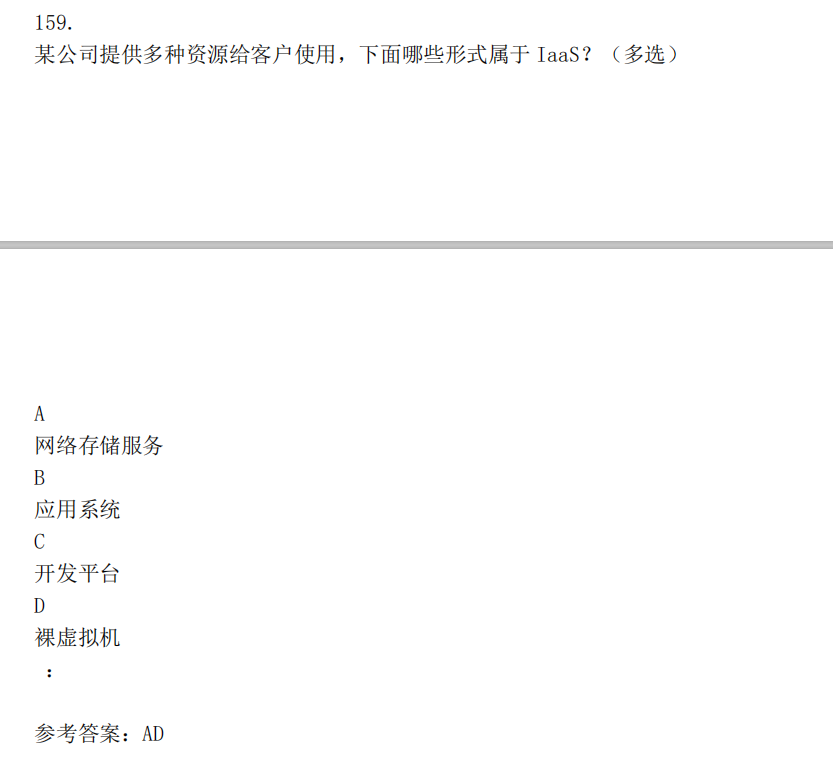 159.
某公司提供多种资源给客户使用，下面哪些形式属于 IaaS？（多选）
A
网络存储服务
B
应用系统
C
开发平台
D
裸虚拟机
：
参考答案：AD